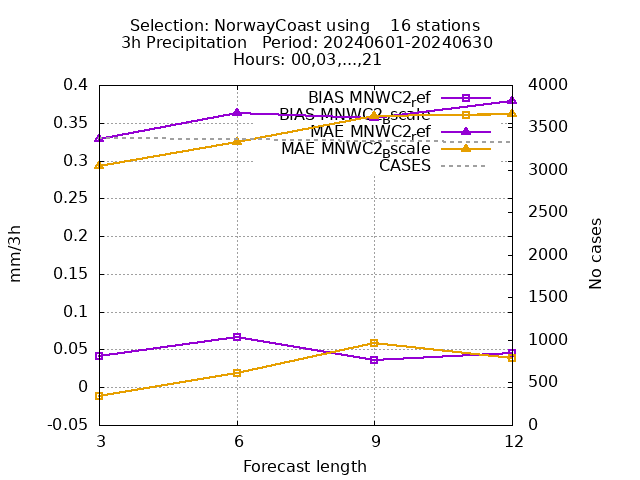 Selection: NorwayCoast using    16 stations
3h Precipitation   Period: 20240601-20240630
Hours: 00,03,...,21
0.4
0.35
0.3
0.25
0.2
0.15
0.1
0.05
0
-0.05
mm/3h
BIAS MNWC2_ref
BIAS MNWC2_Bscale
MAE MNWC2_ref
MAE MNWC2_Bscale
CASES
4000
3500
3000
2500
2000
1500
1000
500
0
No cases
3 6 9 12
Forecast length